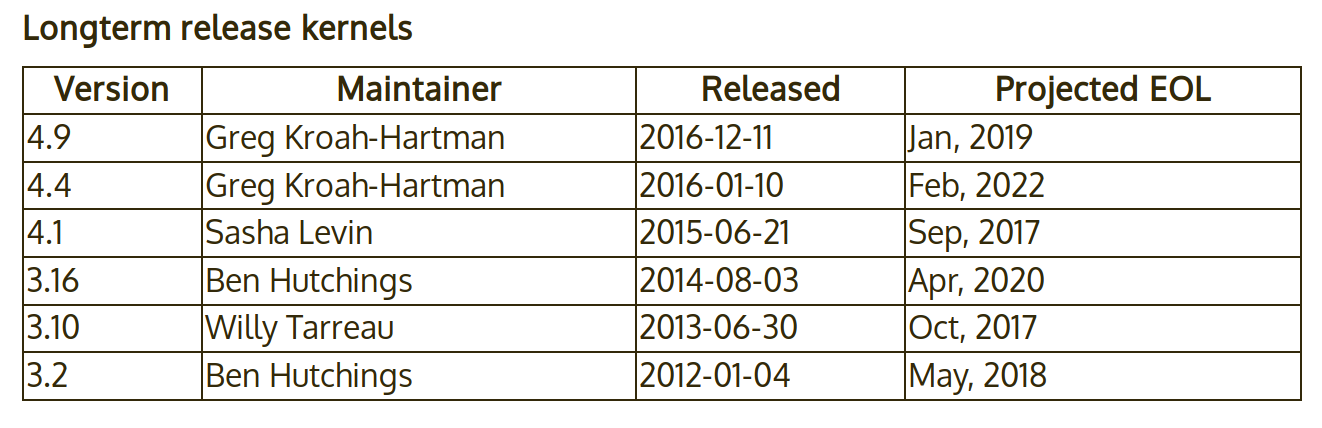 Longterm release kernels
Version Maintainer Released Projected EOL
4.9 Greg Kroah-Hartman 2016-12-11 Jan, 2019
4.4 Greg Kroah-Hartman 2016-01-10 Feb, 2022
4.1 Sasha Levin 2015-06-21 Sep, 2017
3.16 Ben Hutchings 2014-08-03 Apr, 2020
3.10 Willy Tarreau 2013-06-30 Oct, 2017
3.2 Ben Hutchings 2012-01-04 May, 2018